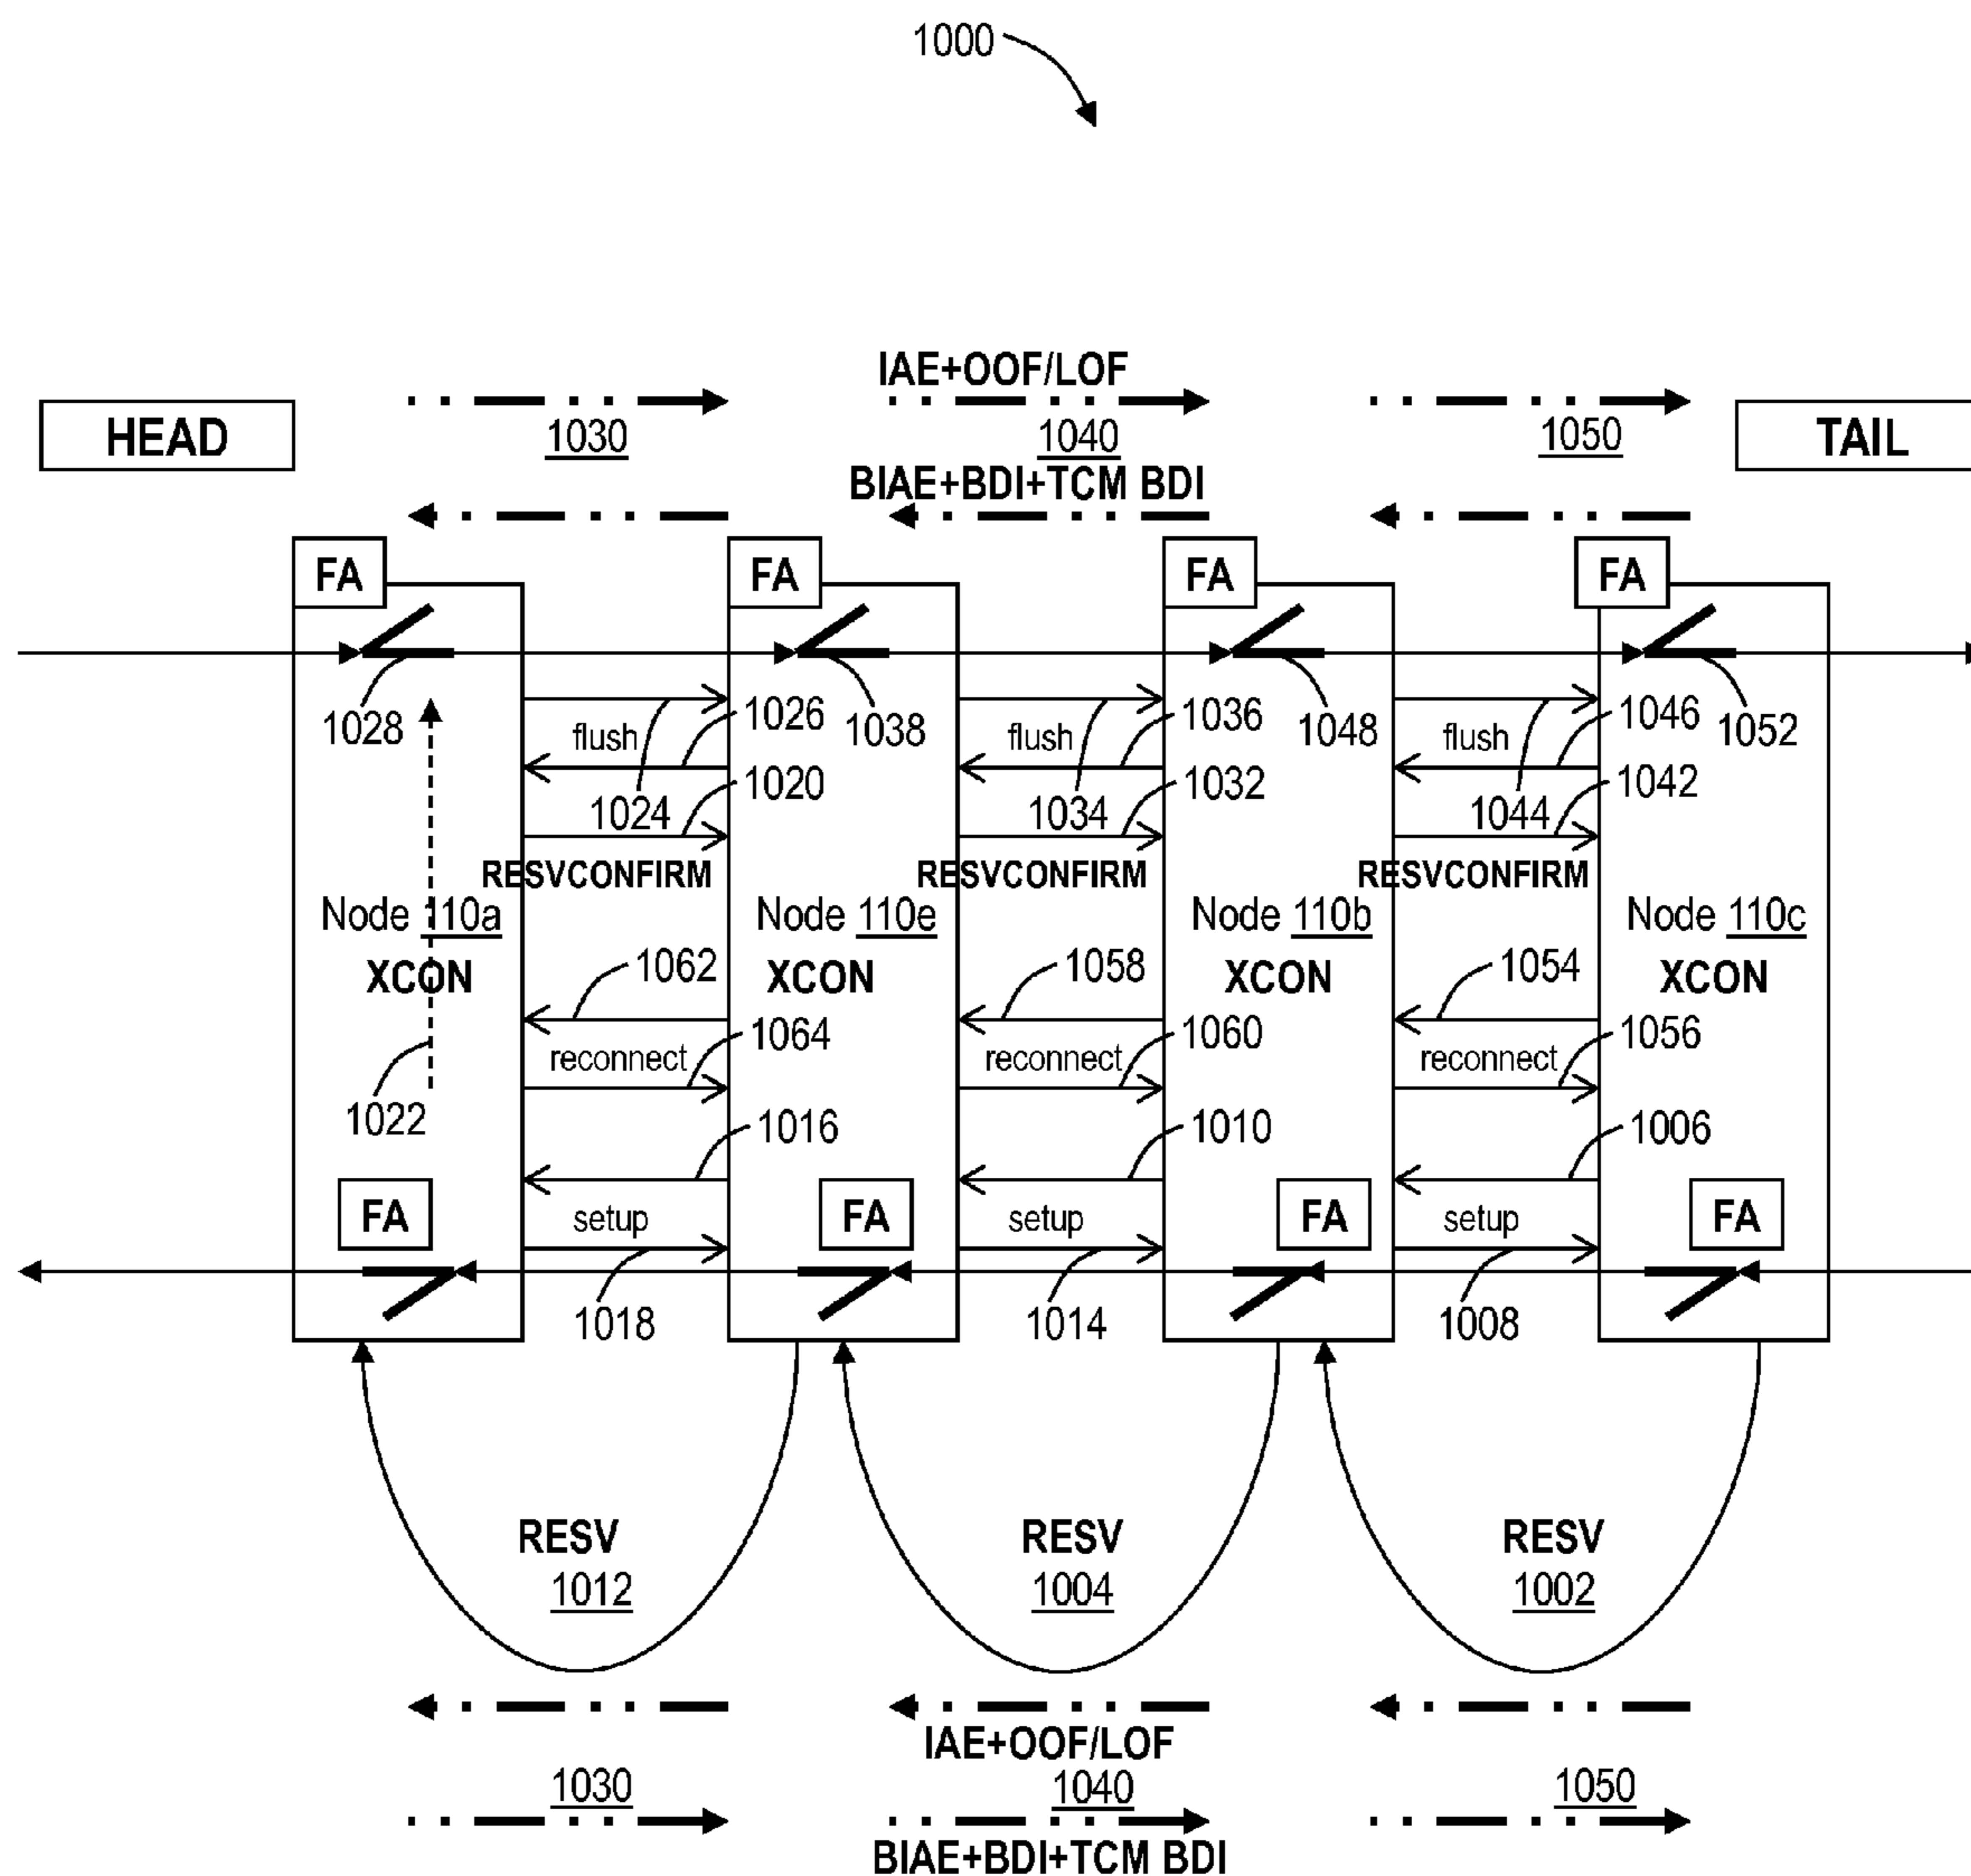 1000
IAE+OOF/LOF
HEAD
1030
1040
1050
TAIL
BIAE+BDI+TCM BDI
FA
FA
FA
FA
1028
flush
1026
1038
flush
1036
1048
flush
1046
1052
1024
1020
1034
1032
1044
1042
RESVCONFIRM
RESVCONFIRM
RESVCONFIRM
Node 110a
Node 110e
Node 110b
Node 110c
XCON
1062
XCON
1058
XCON
1054
XCON
reconnect
1064
reconnect
1060
reconnect
1056
1022
1016
1010
1006
FA
setup
FA
setup
FA
setup
FA
1018
1014
1008
RESV
RESV
RESV
1012
1004
1002
IAE+OOF/LOF
1030
1040
1050
BIAE+BDI+TCM BDI